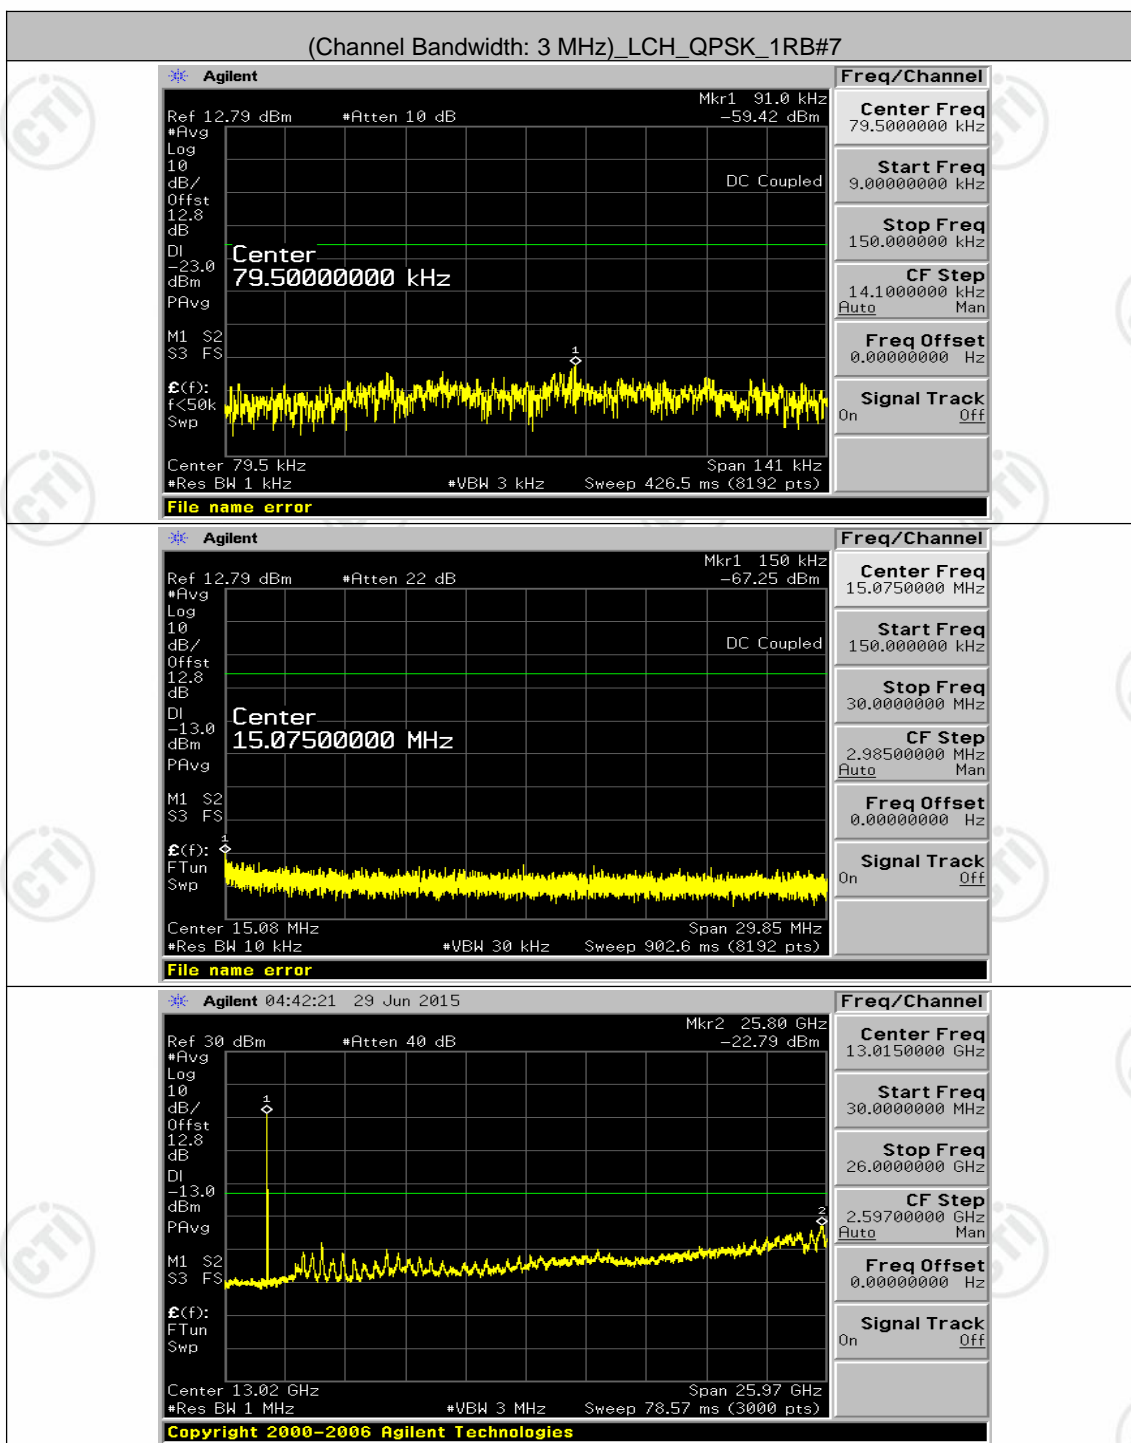 (Channel Bandwidth: 3 MHz)_LCH_QPSK_1RB#7
Agilent
Freq/Channel
Mkr1 91.0 kHz
Ref 12.79 dBm #Atten 10 dB -59.42 dBm
#Avg
Log
10
dB/
Offst
12.8
dB
DI
-23.0
dBm
PAvg
M1 S2
S3 FS
£(f):
f<50k
Swp
DC Coupled
Center
79.50000000 kHz
1
Center 79.5 kHz Span 141 kHz
#Res BW 1 kHz #VBW 3 kHz Sweep 426.5 ms (8192 pts)
File name error
Center Freq
79.5000000 kHz
Start Freq
9.00000000 kHz
Stop Freq
150.000000 kHz
CF Step
14.1000000 kHz
Auto Man
Freq Offset
0.00000000 Hz
Signal Track
On Off
Agilent
Freq/Channel
Mkr1 150 kHz
Ref 12.79 dBm #Atten 22 dB -67.25 dBm
#Avg
Log
10
dB/
Offst
12.8
dB
DI
-13.0
dBm
PAvg
M1 S2
S3 FS
£(f):
FTun
Swp
DC Coupled
Center
15.07500000 MHz
1
Center 15.08 MHz Span 29.85 MHz
#Res BW 10 kHz #VBW 30 kHz Sweep 902.6 ms (8192 pts)
File name error
Center Freq
15.0750000 MHz
Start Freq
150.000000 kHz
Stop Freq
30.0000000 MHz
CF Step
2.98500000 MHz
Auto Man
Freq Offset
0.00000000 Hz
Signal Track
On Off
Agilent 04:42:21 29 Jun 2015
Freq/Channel
Mkr2 25.80 GHz
Ref 30 dBm #Atten 40 dB -22.79 dBm
#Avg
Log
10
dB/
Offst
12.8
dB
DI
-13.0
dBm
PAvg
M1 S2
S3 FS
£(f):
FTun
Swp
1
2
Center 13.02 GHz Span 25.97 GHz
#Res BW 1 MHz #VBW 3 MHz Sweep 78.57 ms (3000 pts)
Copyright 2000-2006 Agilent Technologies
Center Freq
13.0150000 GHz
Start Freq
30.0000000 MHz
Stop Freq
26.0000000 GHz
CF Step
2.59700000 GHz
Auto Man
Freq Offset
0.00000000 Hz
Signal Track
On Off
CTI
CTI
CTI
CTI
CTI
CTI
CTI
CTI